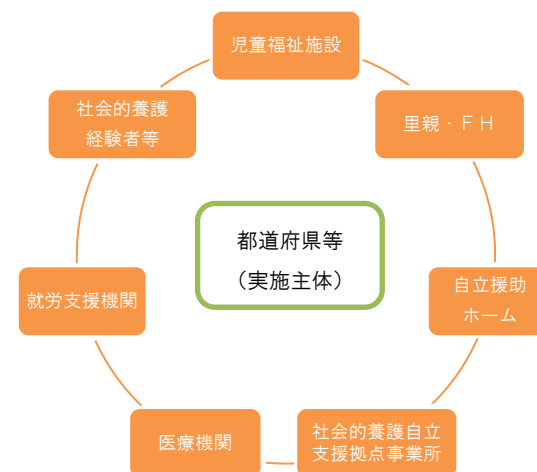 児童福祉施設
社会的養護
経験者等
里親・ＦＨ
都道府県等
（実施主体）
就労支援機関
自立援助
ホーム
医療機関
社会的養護自立
支援拠点事業所